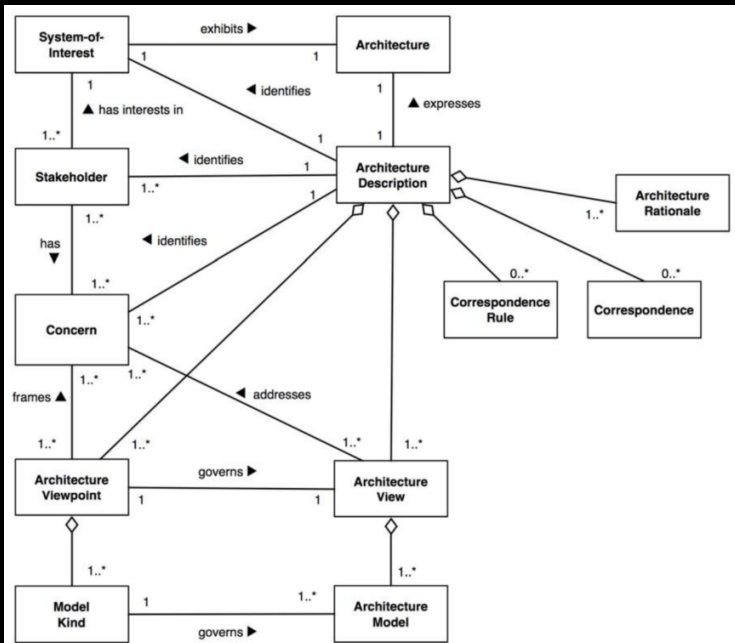 System-of-
Interest
exhibits ▶
Architecture
1
1
1
◀ identifies
1
▲ has interests in
▲ expresses
1..*
1
1
Stakeholder
◀ identifies
1
Architecture
Description
1..*
1
Architecture
Rationale
1..*
1..*
has
▼
◀ identifies
0..*
0..*
1..*
1..*
Correspondence
Rule
Correspondence
Concern
1..*
1..*
frames ▲
◀ addresses
1..*
1..*
1..*
1..*
Architecture
Viewpoint
governs ▶
Architecture
View
1
1
1..*
1..*
Model
Kind
1
1..*
Architecture
Model
governs ▶